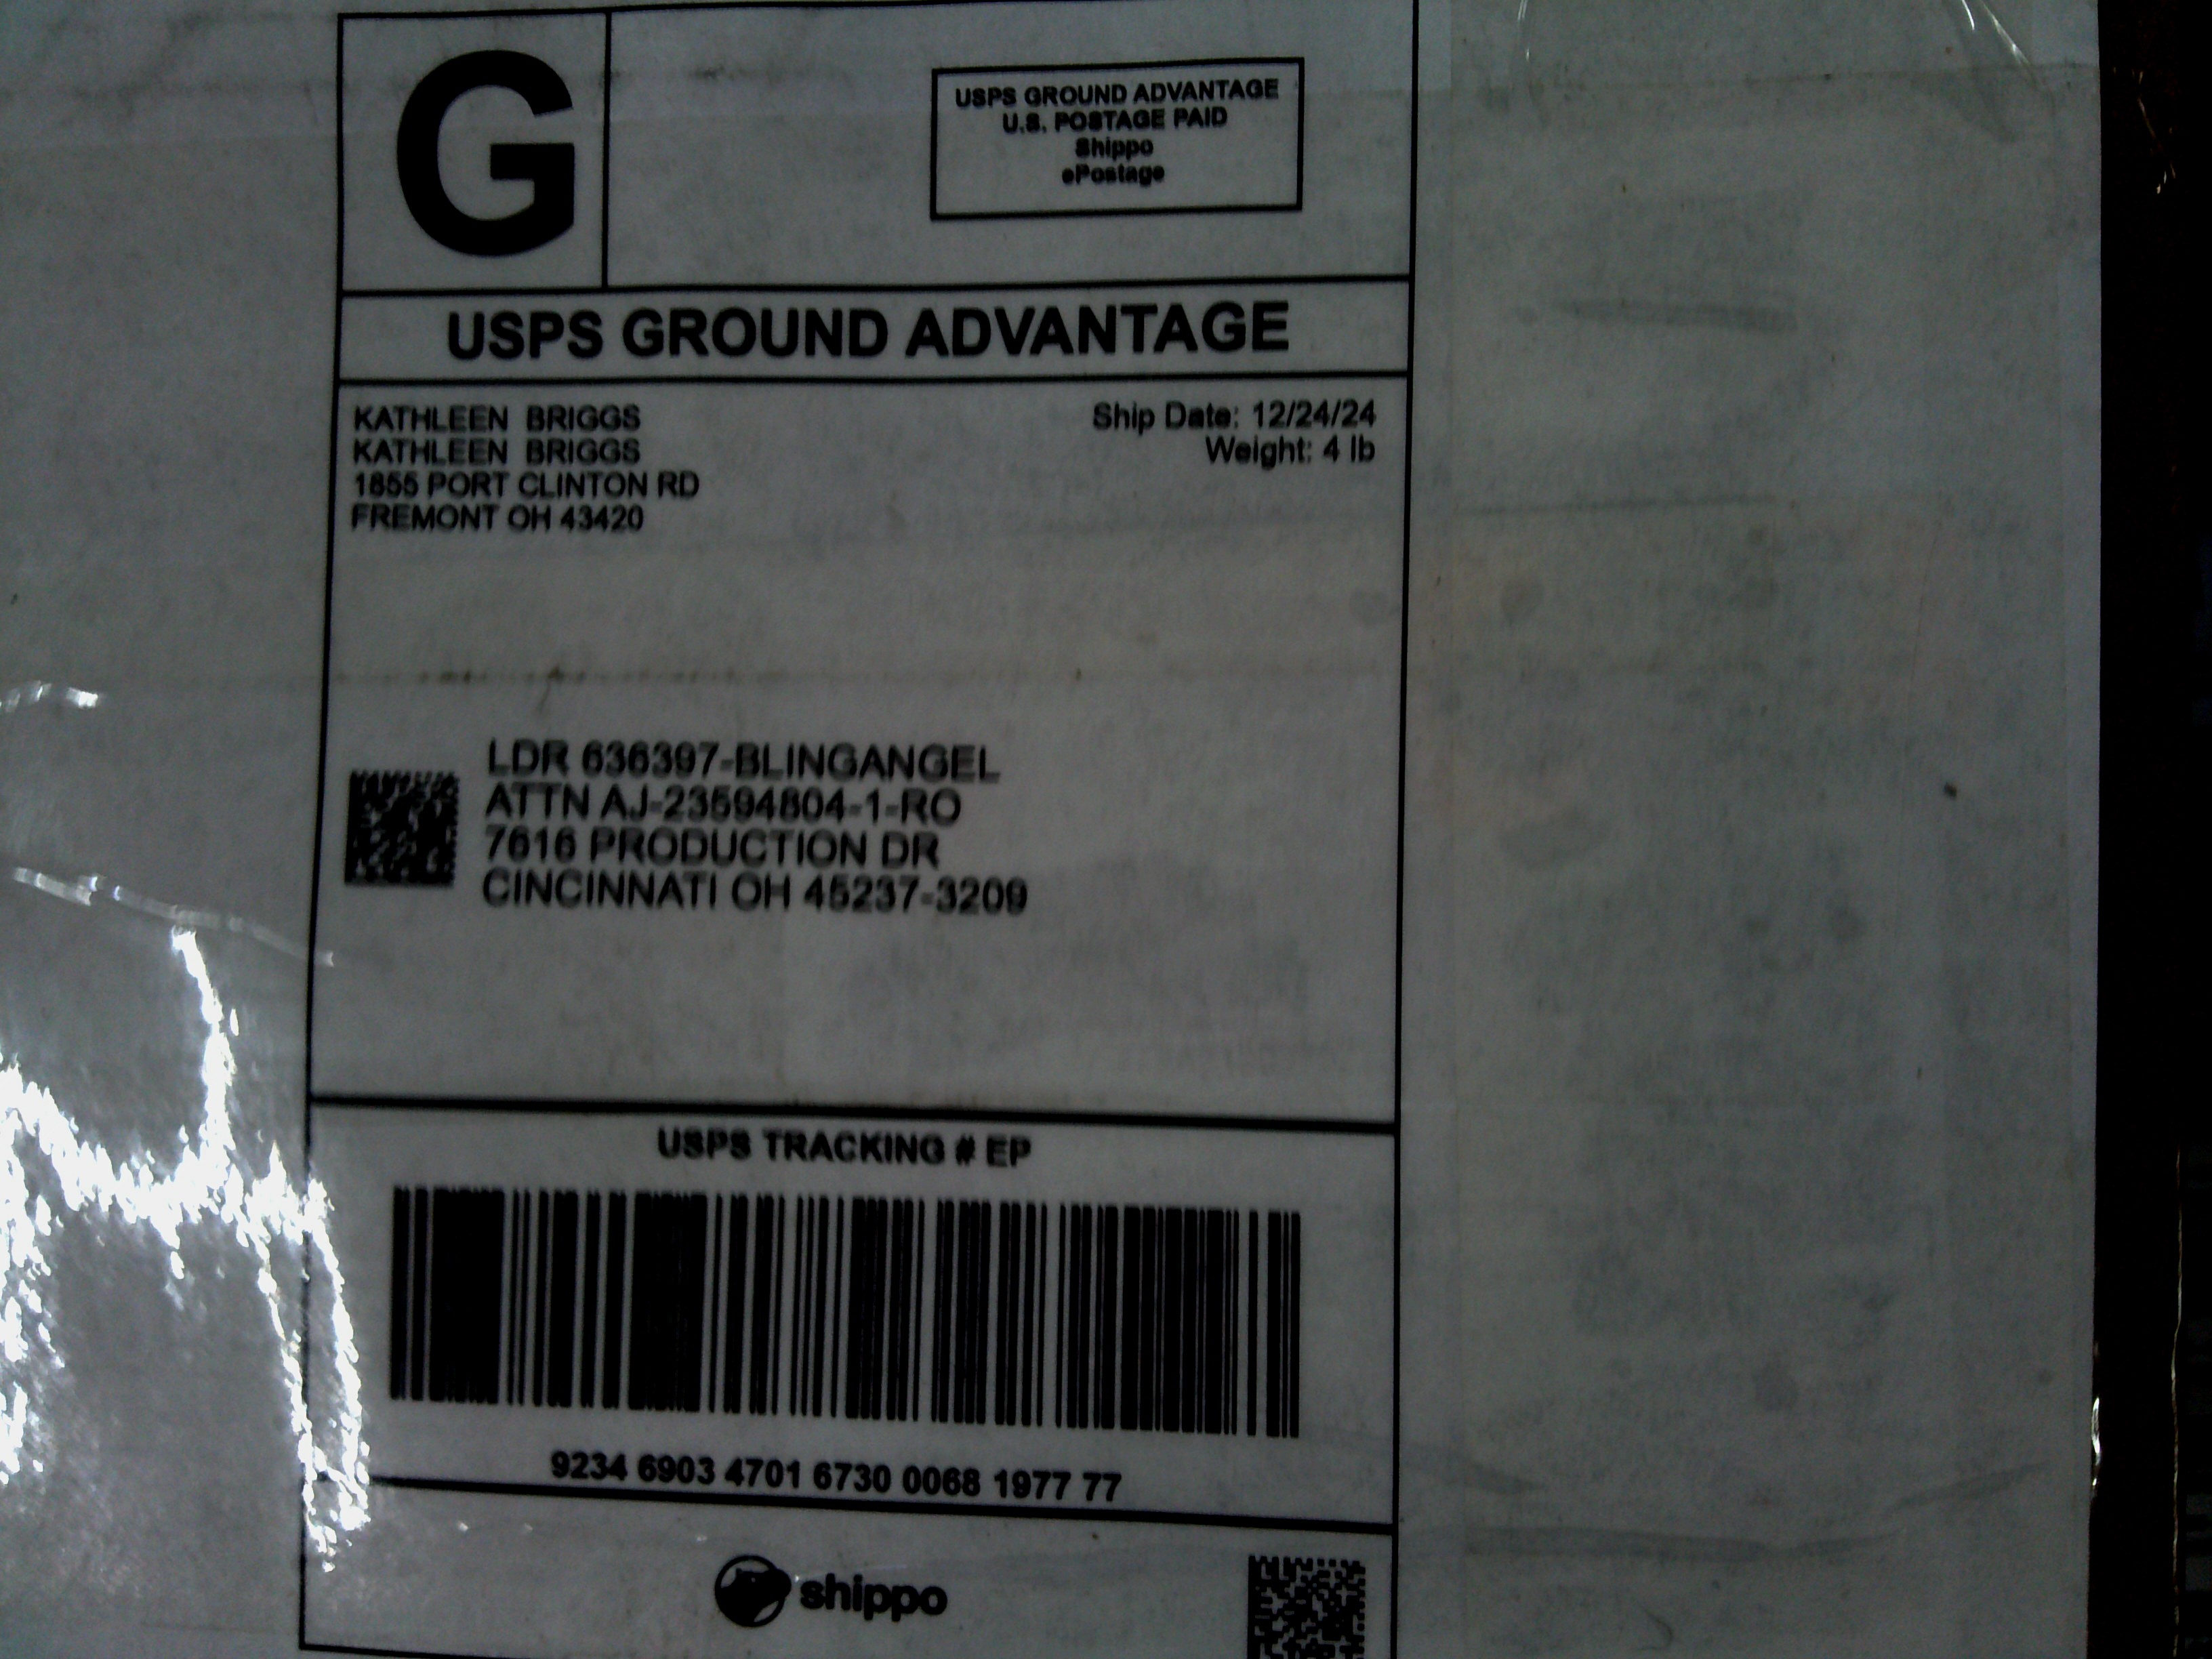 G
USPS GROUND ADVANTAGE
U.S. POSTAGE PAID
Shippo
ePostage
USPS GROUND ADVANTAGE
KATHLEEN BRIGGS
KATHLEEN BRIGGS
1855 PORT CLINTON RD
FREMONT OH 43420
Ship Date: 12/24/24
Weight: 4 lb
LDR 636397-BLINGANGEL
ATTN AJ-23594804-1-RO
7616 PRODUCTION DR
CINCINNATI OH 45237-3209
USPS TRACKING # EP
9234 6903 4701 6730 0068 1977 77
shippo